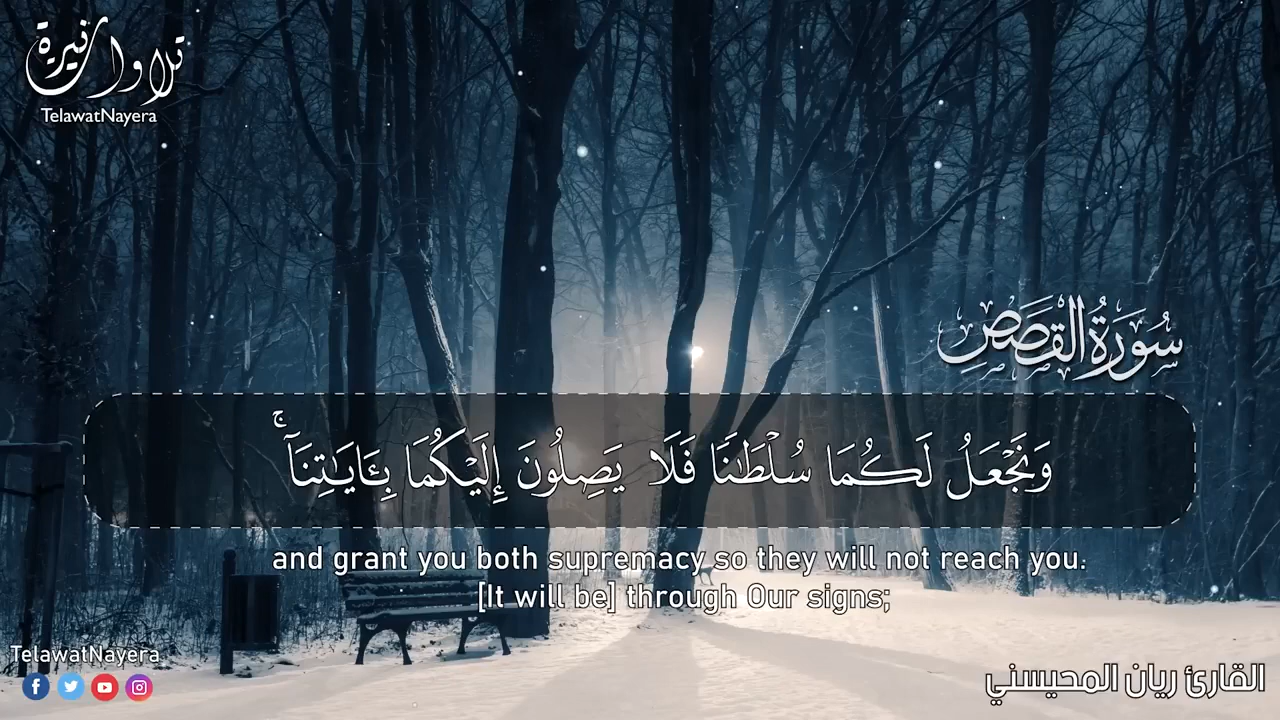 تلاوات نيرة
TelawatNayera
سُورَةُ القَصَصِ
وَنَجْعَلُ لَكُمَا سُلْطَٰنًا فَلَا يَصِلُونَ إِلَيْكُمَا بِـَٔايَٰتِنَآ ۚ
and grant you both supremacy so they will not reach you.
[It will be] through Our signs;
TelawatNayera
القارئ ريان المحيسني